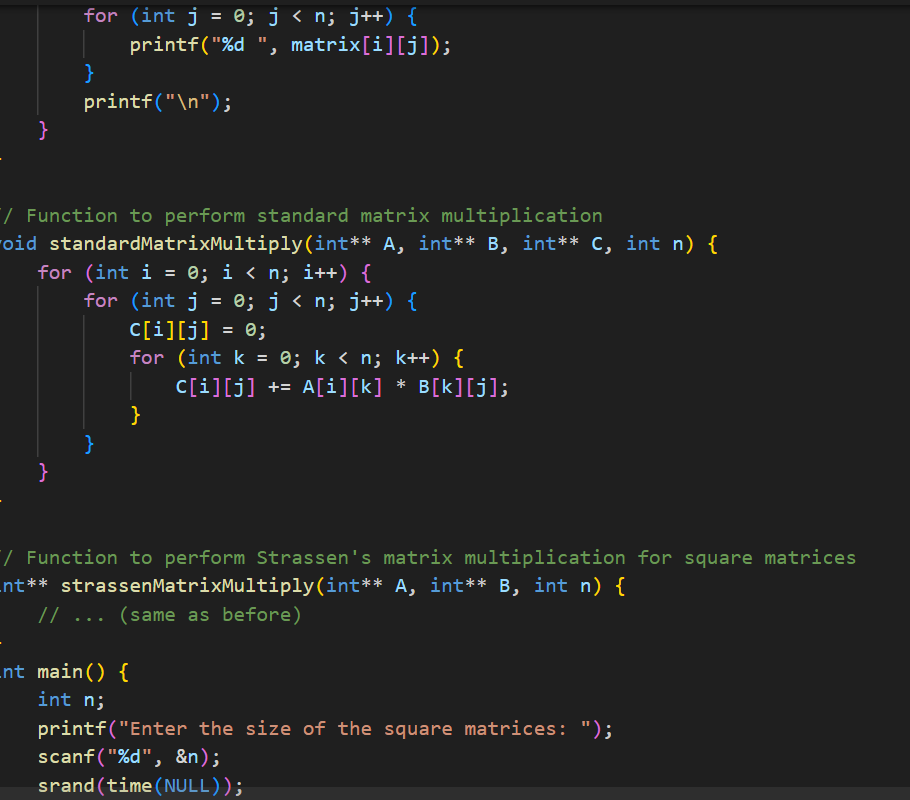 for (int j = 0; j < n; j++) {
printf("%d ", matrix[i][j]);
}
printf("\n");
}
// Function to perform standard matrix multiplication
void standardMatrixMultiply(int** A, int** B, int** C, int n) {
for (int i = 0; i < n; i++) {
for (int j = 0; j < n; j++) {
C[i][j] = 0;
for (int k = 0; k < n; k++) {
C[i][j] += A[i][k] * B[k][j];
}
}
}
// Function to perform Strassen's matrix multiplication for square matrices
int** strassenMatrixMultiply(int** A, int** B, int n) {
// ... (same as before)
int main() {
int n;
printf("Enter the size of the square matrices: ");
scanf("%d", &n);
srand(time(NULL));